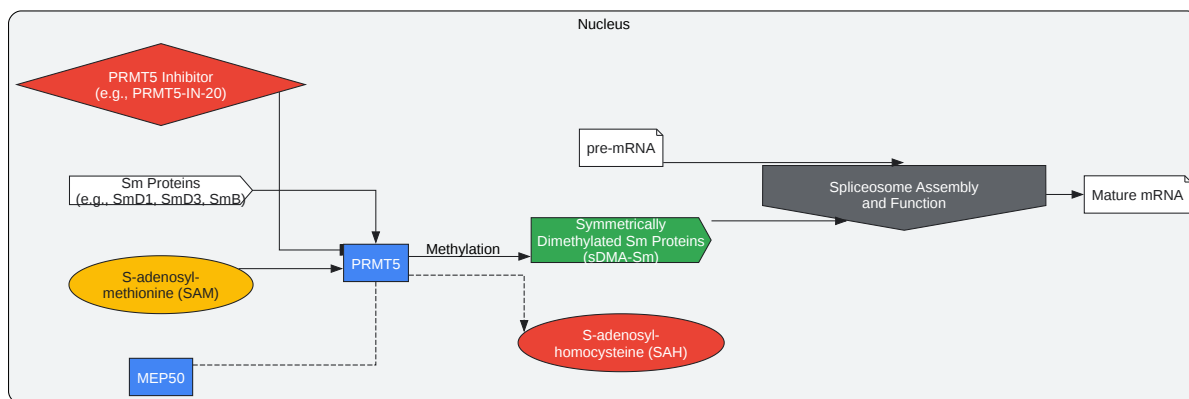 Nucleus
PRMT5 Inhibitor
(e.g., PRMT5-IN-20)
pre-mRNA
Sm Proteins
(e.g., SmD1, SmD3, SmB)
Spliceosome Assembly
and Function
Mature mRNA
Symmetrically
Dimethylated Sm Proteins
(sDMA-Sm)
Methylation
PRMT5
S-adenosyl-
methionine (SAM)
S-adenosyl-
homocysteine (SAH)
MEP50